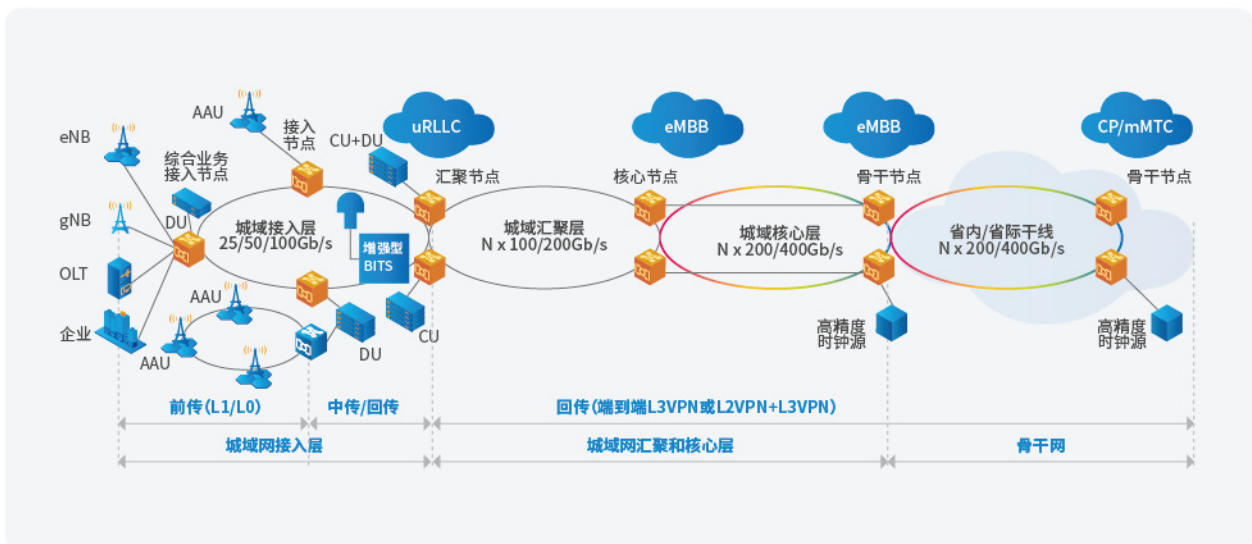 uRLLC
eMBB
eMBB
CP/mMTC
AAU
接入
节点
CU+DU
eNB
综合业务
接入节点
汇聚节点
核心节点
骨干节点
骨干节点
gNB
DU
城域接入层
25/50/100Gb/s
城域汇聚层
N x 100/200Gb/s
城域核心层
N x 200/400Gb/s
省内/省际干线
N x 200/400Gb/s
增强型
BITS
OLT
AAU
企业
AAU
DU
CU
高精度
时钟源
高精度
时钟源
前传(L1/L0)
中传/回传
回传(端到端L3VPN或L2VPN+L3VPN)
城域网接入层
城域网汇聚和核心层
骨干网